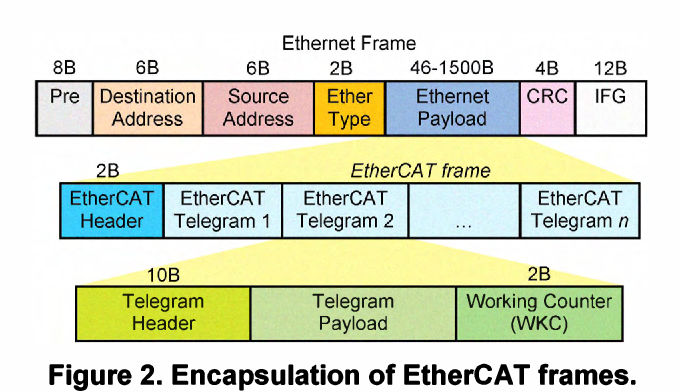 Ethernet Frame
8B 6B 6B 2B 46-1500B 4B 12B
Pre Destination Address Source Address Ether Type Ethernet Payload CRC IFG
2B EtherCAT frame
EtherCAT Header EtherCAT Telegram 1 EtherCAT Telegram 2 ... EtherCAT Telegram n
10B 2B
Telegram Header Telegram Payload Working Counter (WKC)
Figure 2. Encapsulation of EtherCAT frames.